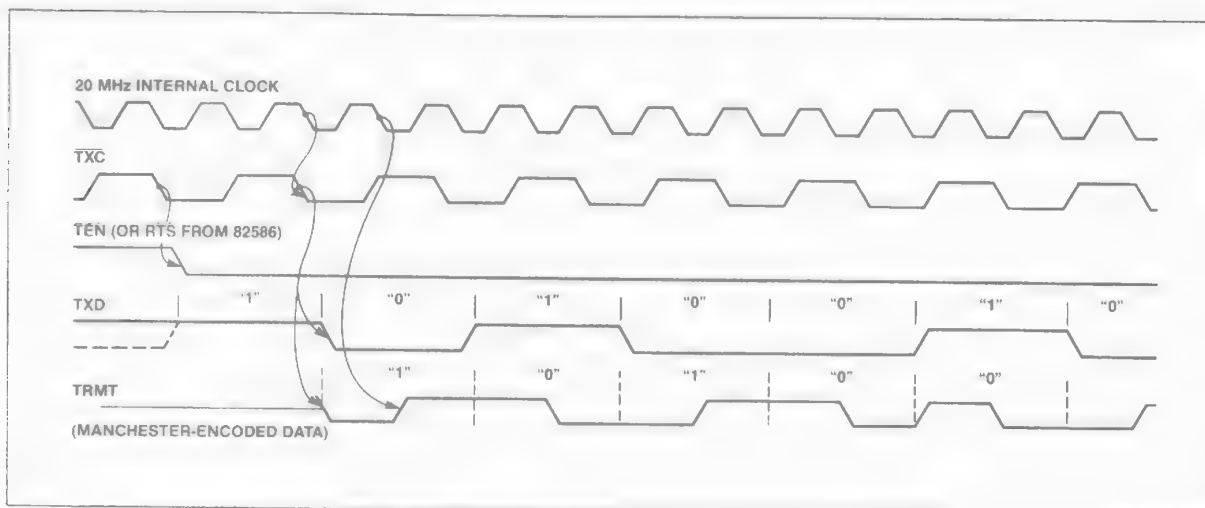 20 MHz INTERNAL CLOCK
TXC
TEN (OR RTS FROM 82586)
TXD "1" "0" "1" "0" "0" "1" "0"
TRMT "1" "0" "1" "0" "0"
(MANCHESTER-ENCODED DATA)